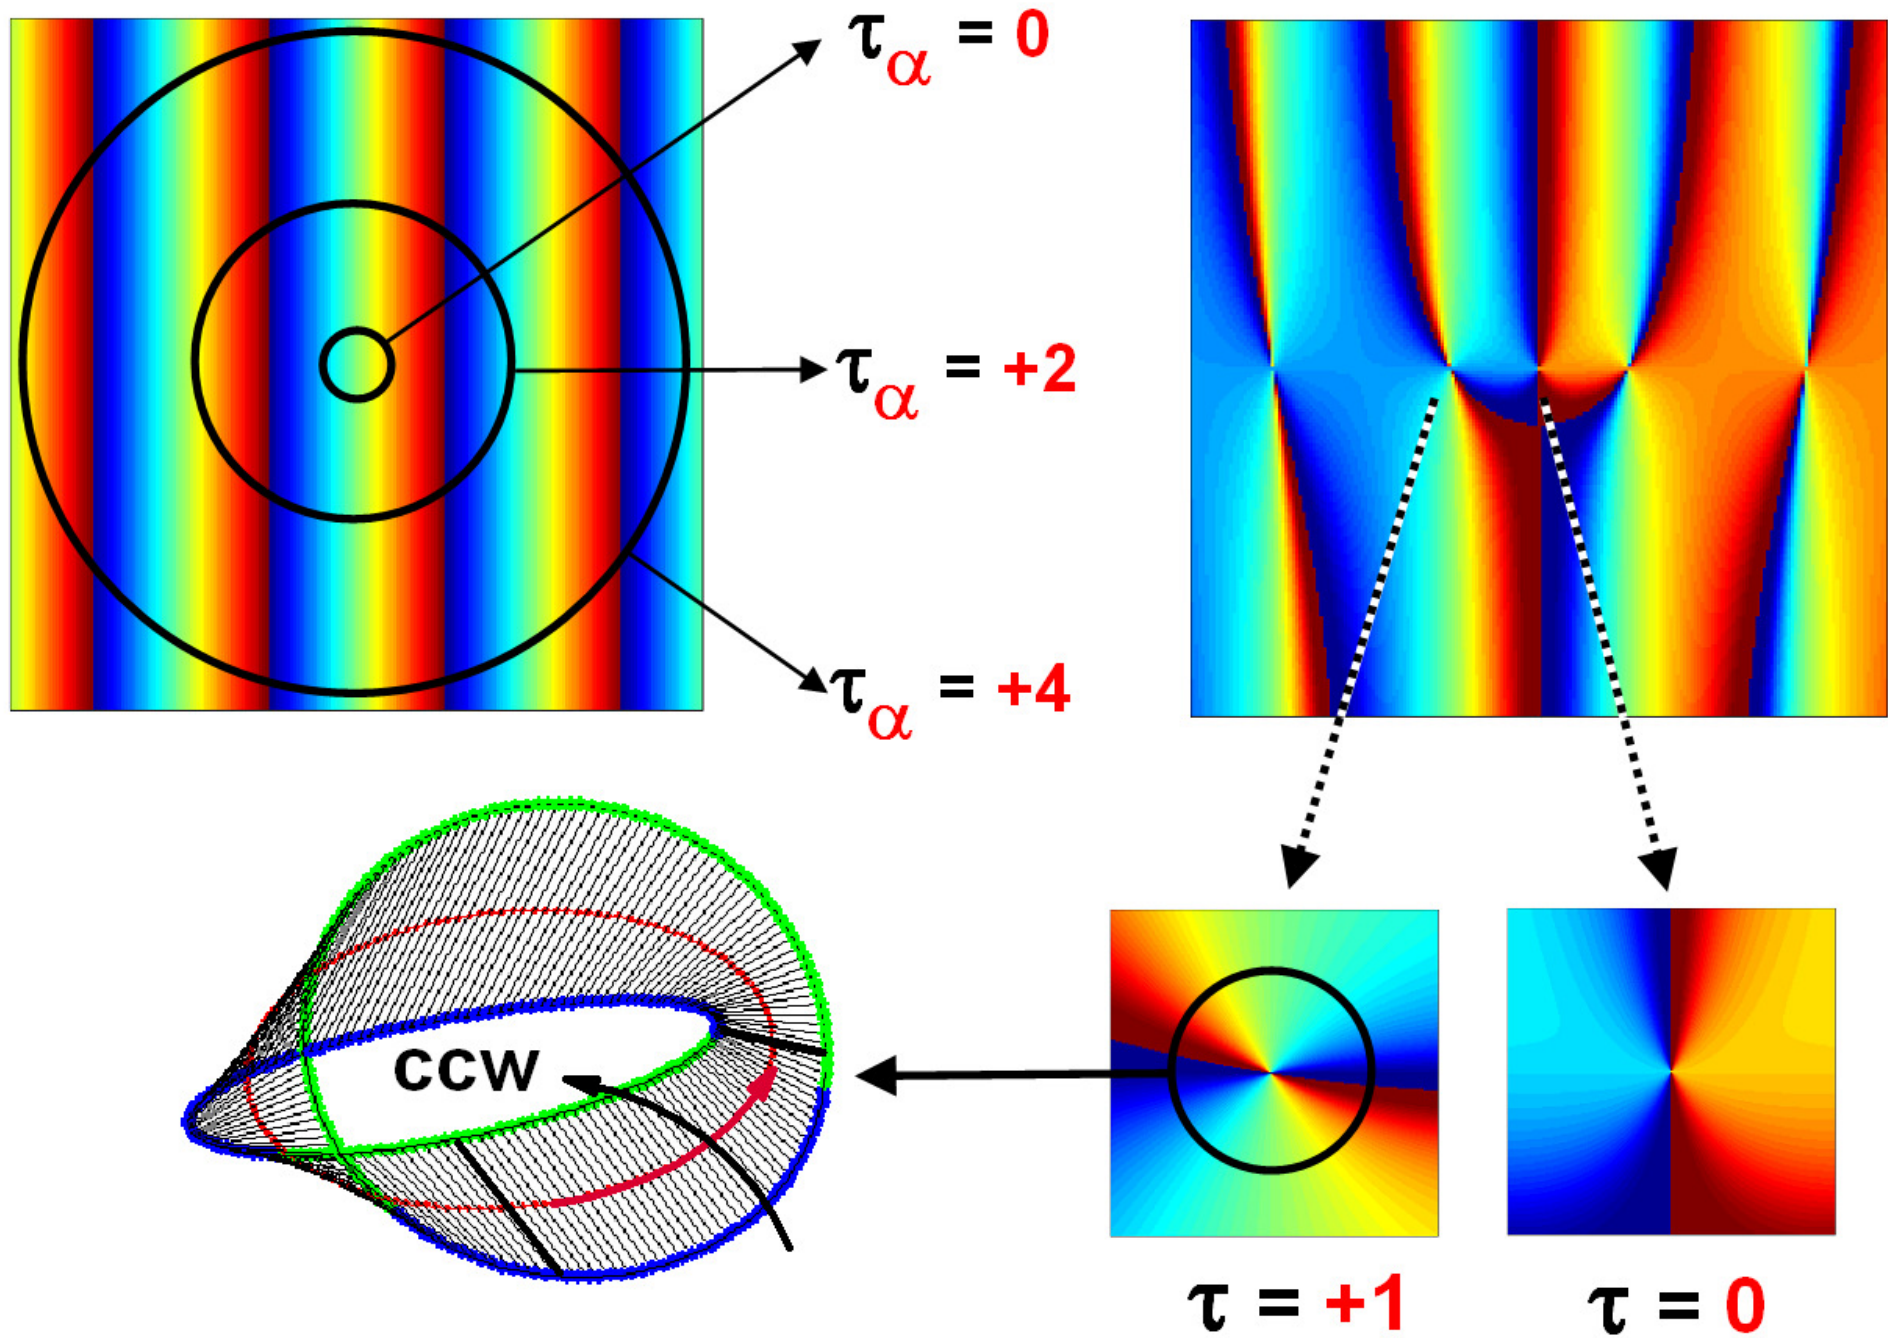 τα = 0
τα = +2
τα = +4
ccw
τ = +1
τ = 0